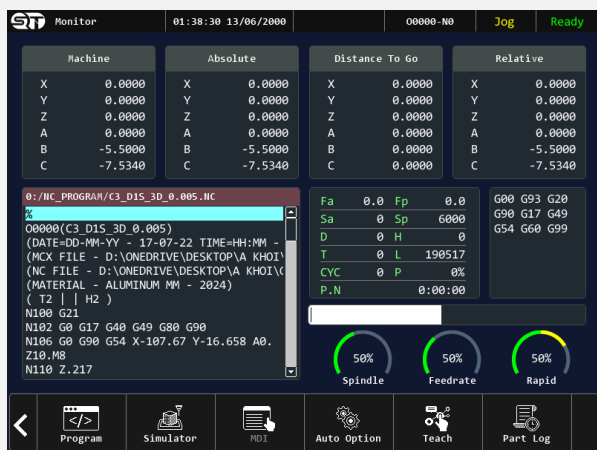 ST Monitor 01:38:30 13/06/2000 O0000-N0 Jog Ready
Machine Absolute Distance To Go Relative
X 0.0000 X 0.0000 X 0.0000 X 0.0000
Y 0.0000 Y 0.0000 Y 0.0000 Y 0.0000
Z 0.0000 Z 0.0000 Z 0.0000 Z 0.0000
A 0.0000 A 0.0000 A 0.0000 A 0.0000
B -5.5000 B -5.5000 B 0.0000 B -5.5000
C -7.5340 C -7.5340 C 0.0000 C -7.5340
0:/NC_PROGRAM/C3_D1S_3D_0.005.NC
%
O0000(C3_D1S_3D_0.005)
(DATE=DD-MM-YY - 17-07-22 TIME=HH:MM -
(MCX FILE - D:\ONEDRIVE\DESKTOP\A KHOI\
(NC FILE - D:\ONEDRIVE\DESKTOP\A KHOI\C
(MATERIAL - ALUMINUM MM - 2024)
( T2 | | H2 )
N100 G21
N102 G0 G17 G40 G49 G80 G90
N106 G0 G90 G54 X-107.67 Y-16.658 A0.
Z10.M8
N110 Z.217
Fa 0.0 Fp 0.0
Sa 0 Sp 6000
D 0 H 0
T 0 L 190517
CYC 0 P 0%
P.N 0:00:00
G00 G93 G20
G90 G17 G49
G54 G60 G99
50% 50% 50%
Spindle Feedrate Rapid
Program Simulator MDI Auto Option Teach Part Log